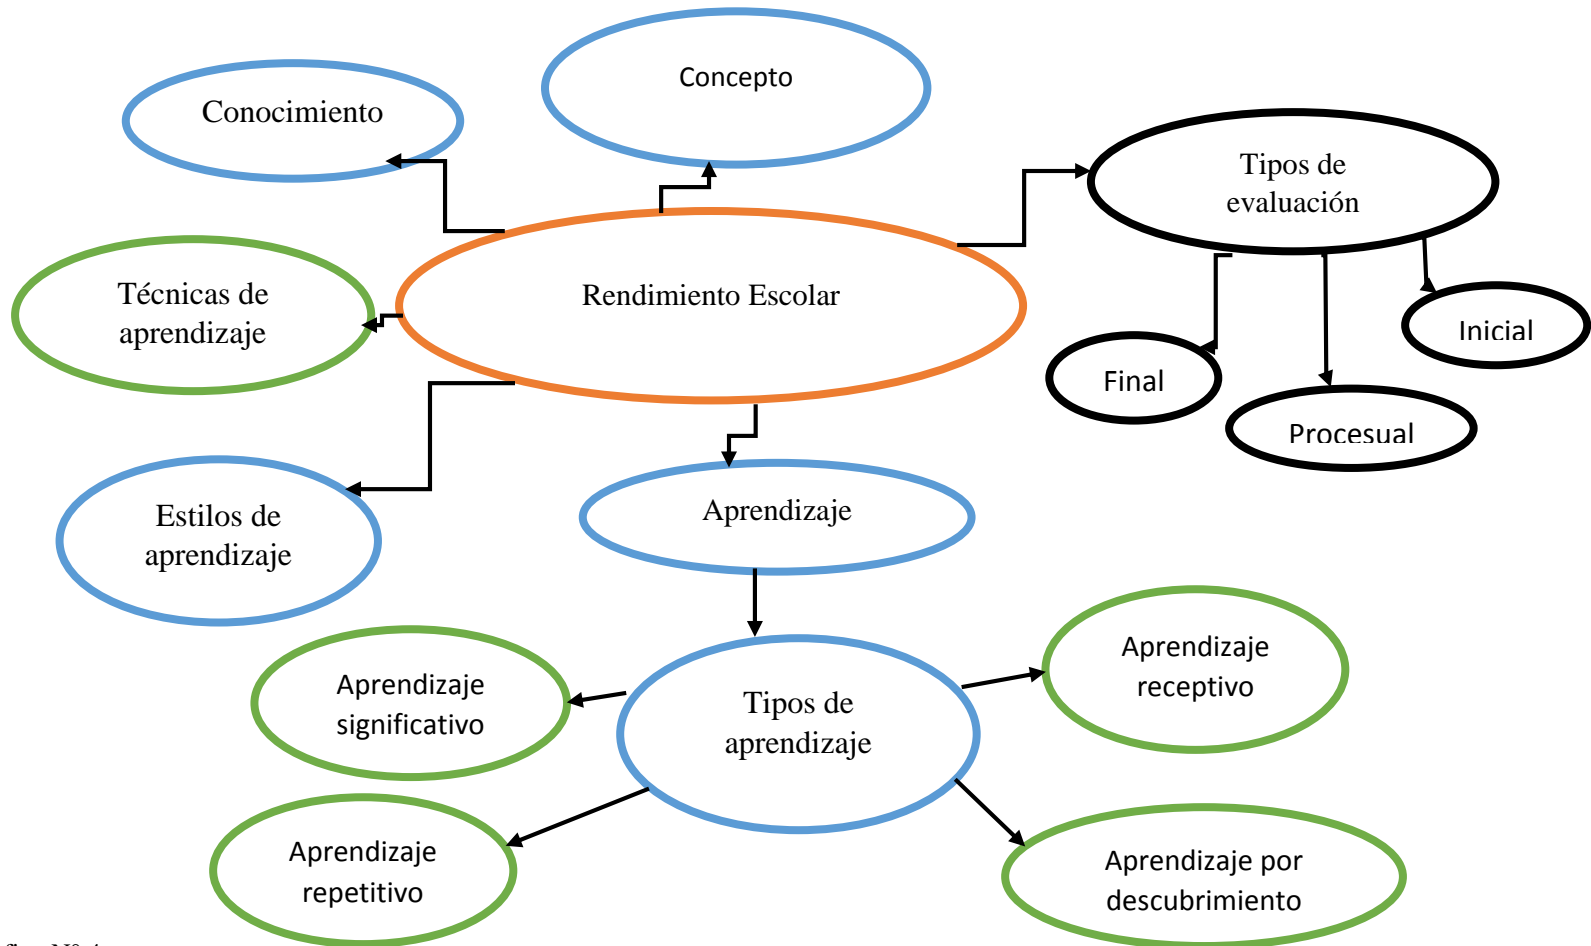 Concepto
Conocimiento
Tipos de
evaluación
Técnicas de
aprendizaje
Rendimiento Escolar
Inicial
Final
Procesual
Estilos de
aprendizaje
Aprendizaje
Aprendizaje
receptivo
Aprendizaje
significativo
Tipos de
aprendizaje
Aprendizaje
repetitivo
Aprendizaje por
descubrimiento